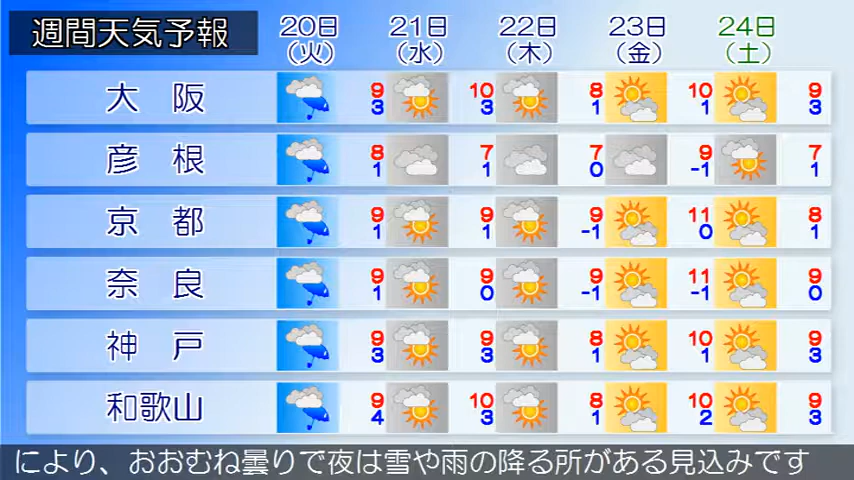 週間天気予報
20日 21日 22日 23日 24日
(火) (水) (木) (金) (土)
大 阪 9 3 10 3 8 1 10 1 9 3
彦 根 8 1 7 1 7 0 9 -1 7 1
京 都 9 1 9 1 9 -1 11 0 8 1
奈 良 9 1 9 0 9 -1 11 -1 9 0
神 戸 9 3 9 3 8 1 10 1 9 3
和歌山 9 4 10 3 8 1 10 2 9 3
により、おおむね曇りで夜は雪や雨の降る所がある見込みです